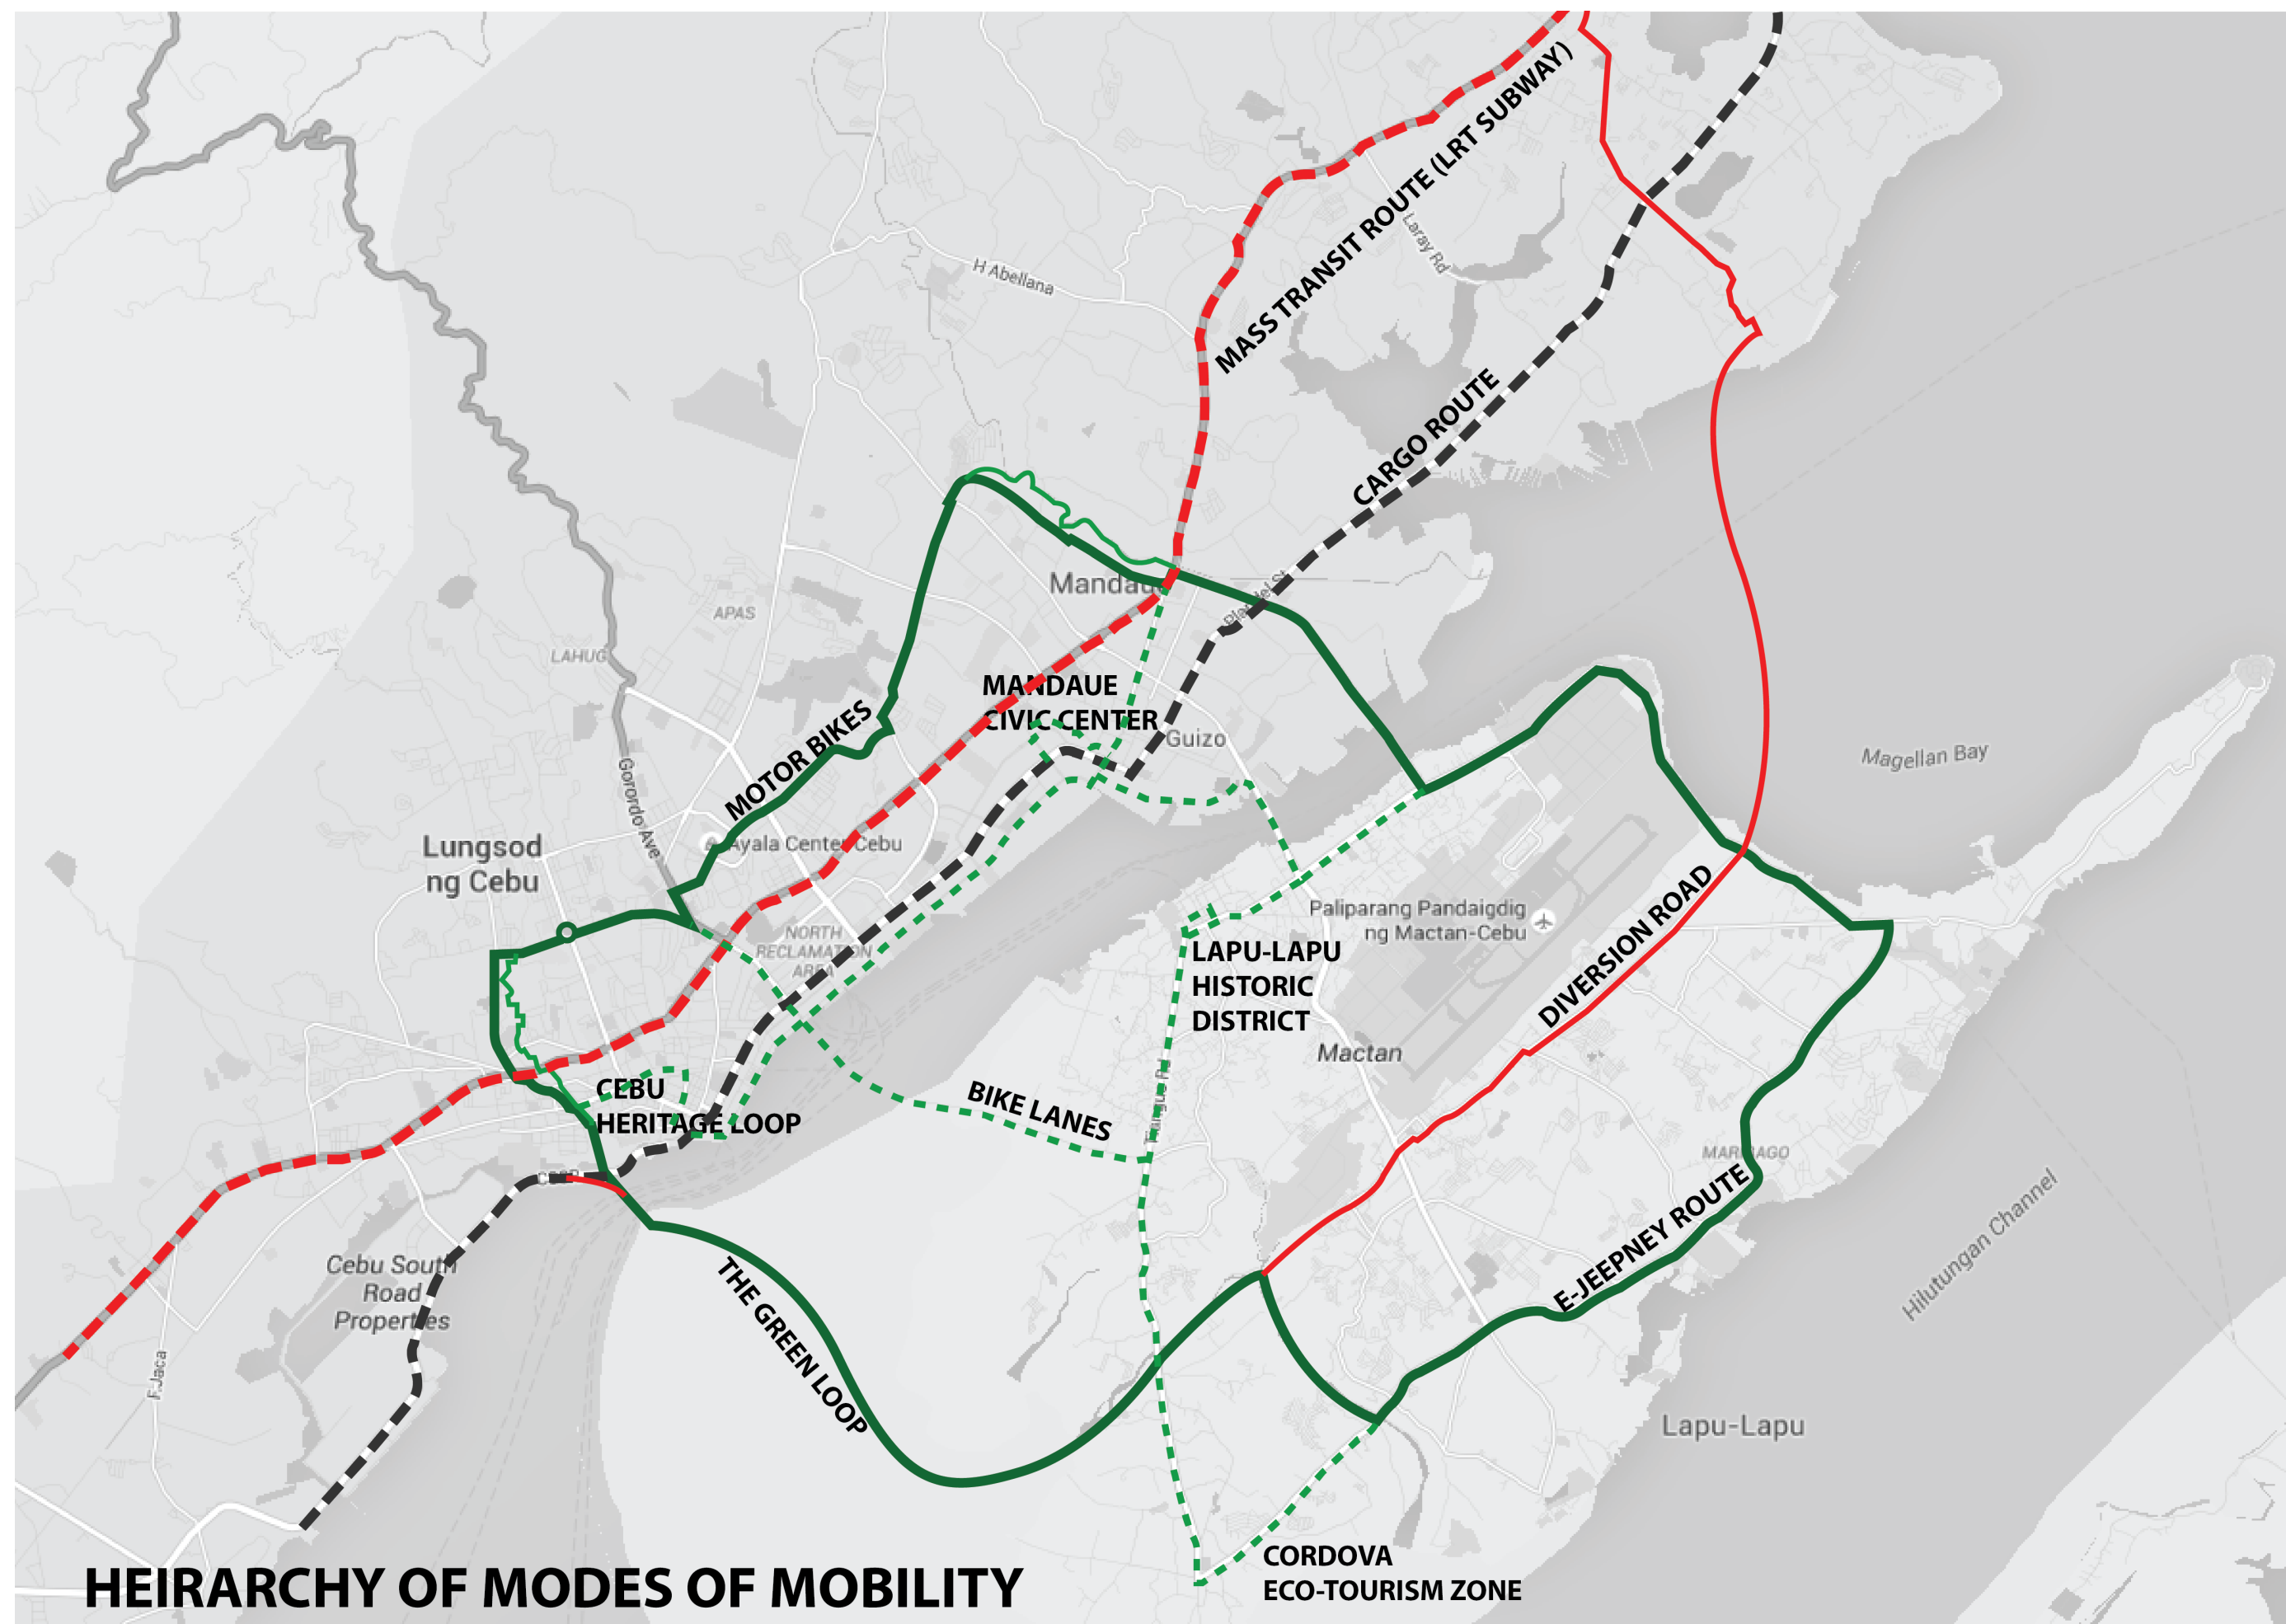 MASS TRANSIT ROUTE (LRT SUBWAY)
Laray Rd
H Abellana
CARGO ROUTE
Mandaue
APAS
LAHUG
MANDAUE
CIVIC CENTER
Guizo
MOTOR BIKES
Magellan Bay
Gorordo Ave
Ayala Center Cebu
Lungsod
ng Cebu
Paliparang Pandaigdig
ng Mactan-Cebu
NORTH
RECLAMATION
AREA
DIVERSION ROAD
LAPU-LAPU
HISTORIC
DISTRICT
Mactan
CEBU
HERITAGE LOOP
BIKE LANES
MARIBAGO
E-JEEPNEY ROUTE
Hilutungan Channel
Cebu South
Road
Properties
THE GREEN LOOP
F.Jaca
Lapu-Lapu
CORDOVA
ECO-TOURISM ZONE
HEIRARCHY OF MODES OF MOBILITY